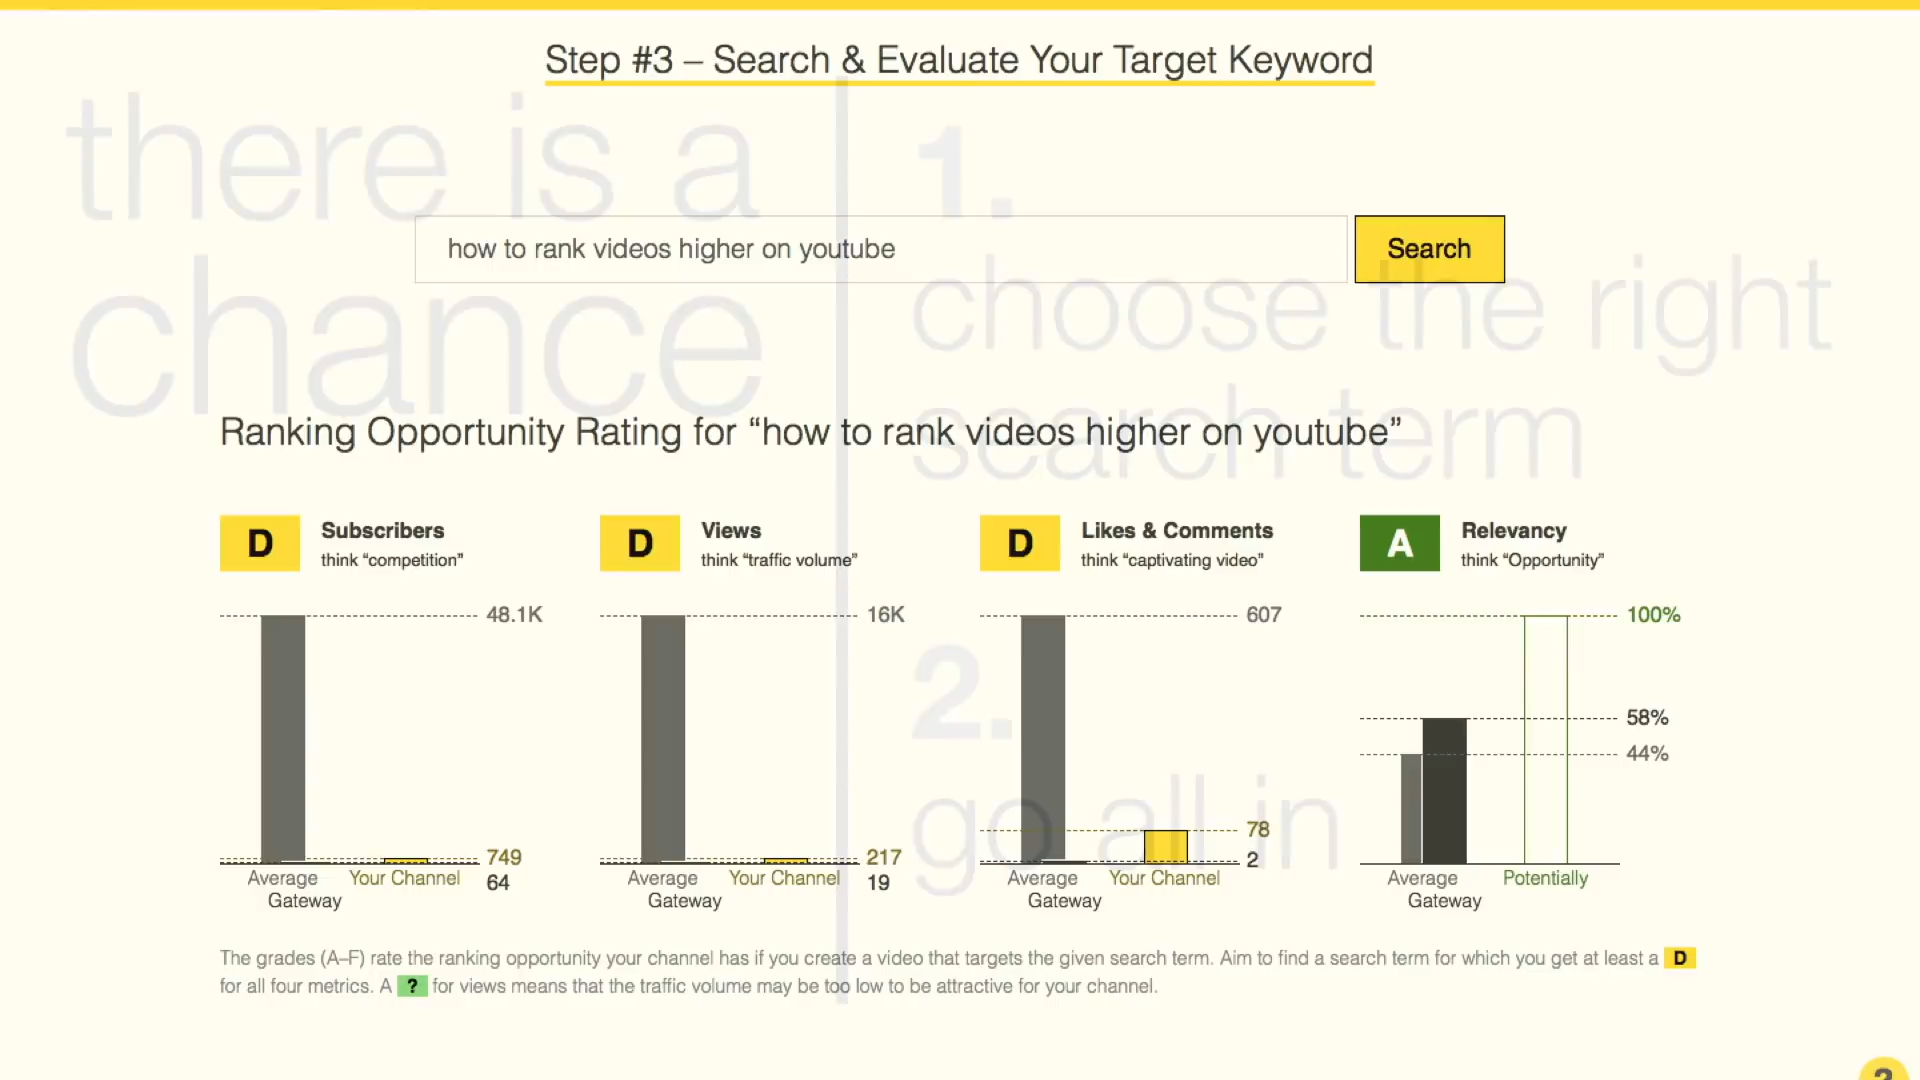 Step #3 – Search & Evaluate Your Target Keyword
there is a
chance
1.
choose the right
search term
2.
go all in
how to rank videos higher on youtube
Search
Ranking Opportunity Rating for “how to rank videos higher on youtube”
D
Subscribers
think “competition”
48.1K
749
64
Average
Gateway
Your Channel
D
Views
think “traffic volume”
16K
217
19
Average
Gateway
Your Channel
D
Likes & Comments
think “captivating video”
607
78
2
Average
Gateway
Your Channel
A
Relevancy
think “Opportunity”
100%
58%
44%
Average
Gateway
Potentially
The grades (A–F) rate the ranking opportunity your channel has if you create a video that targets the given search term. Aim to find a search term for which you get at least a D
for all four metrics. A ? for views means that the traffic volume may be too low to be attractive for your channel.